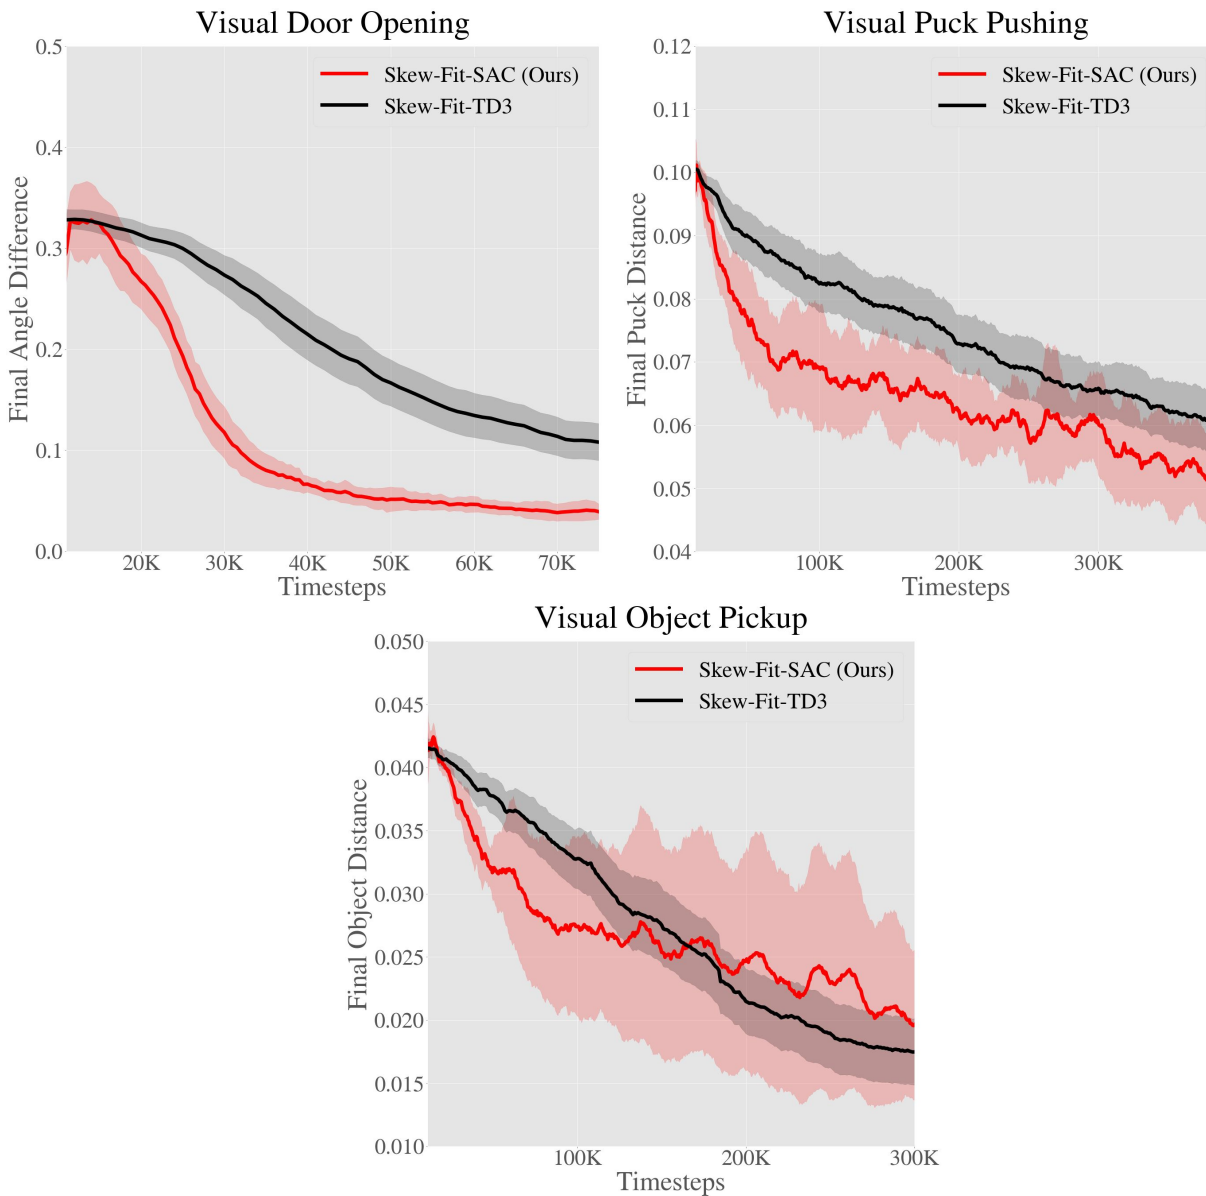 Visual Door Opening
Final Angle Difference
0.5
0.4
0.3
0.2
0.1
0.0
Skew-Fit-SAC (Ours)
Skew-Fit-TD3
20K 30K 40K 50K 60K 70K
Timesteps
Visual Puck Pushing
Final Puck Distance
0.12
0.11
0.10
0.09
0.08
0.07
0.06
0.05
0.04
Skew-Fit-SAC (Ours)
Skew-Fit-TD3
100K 200K 300K
Timesteps
Visual Object Pickup
Final Object Distance
0.050
0.045
0.040
0.035
0.030
0.025
0.020
0.015
0.010
Skew-Fit-SAC (Ours)
Skew-Fit-TD3
100K 200K 300K
Timesteps